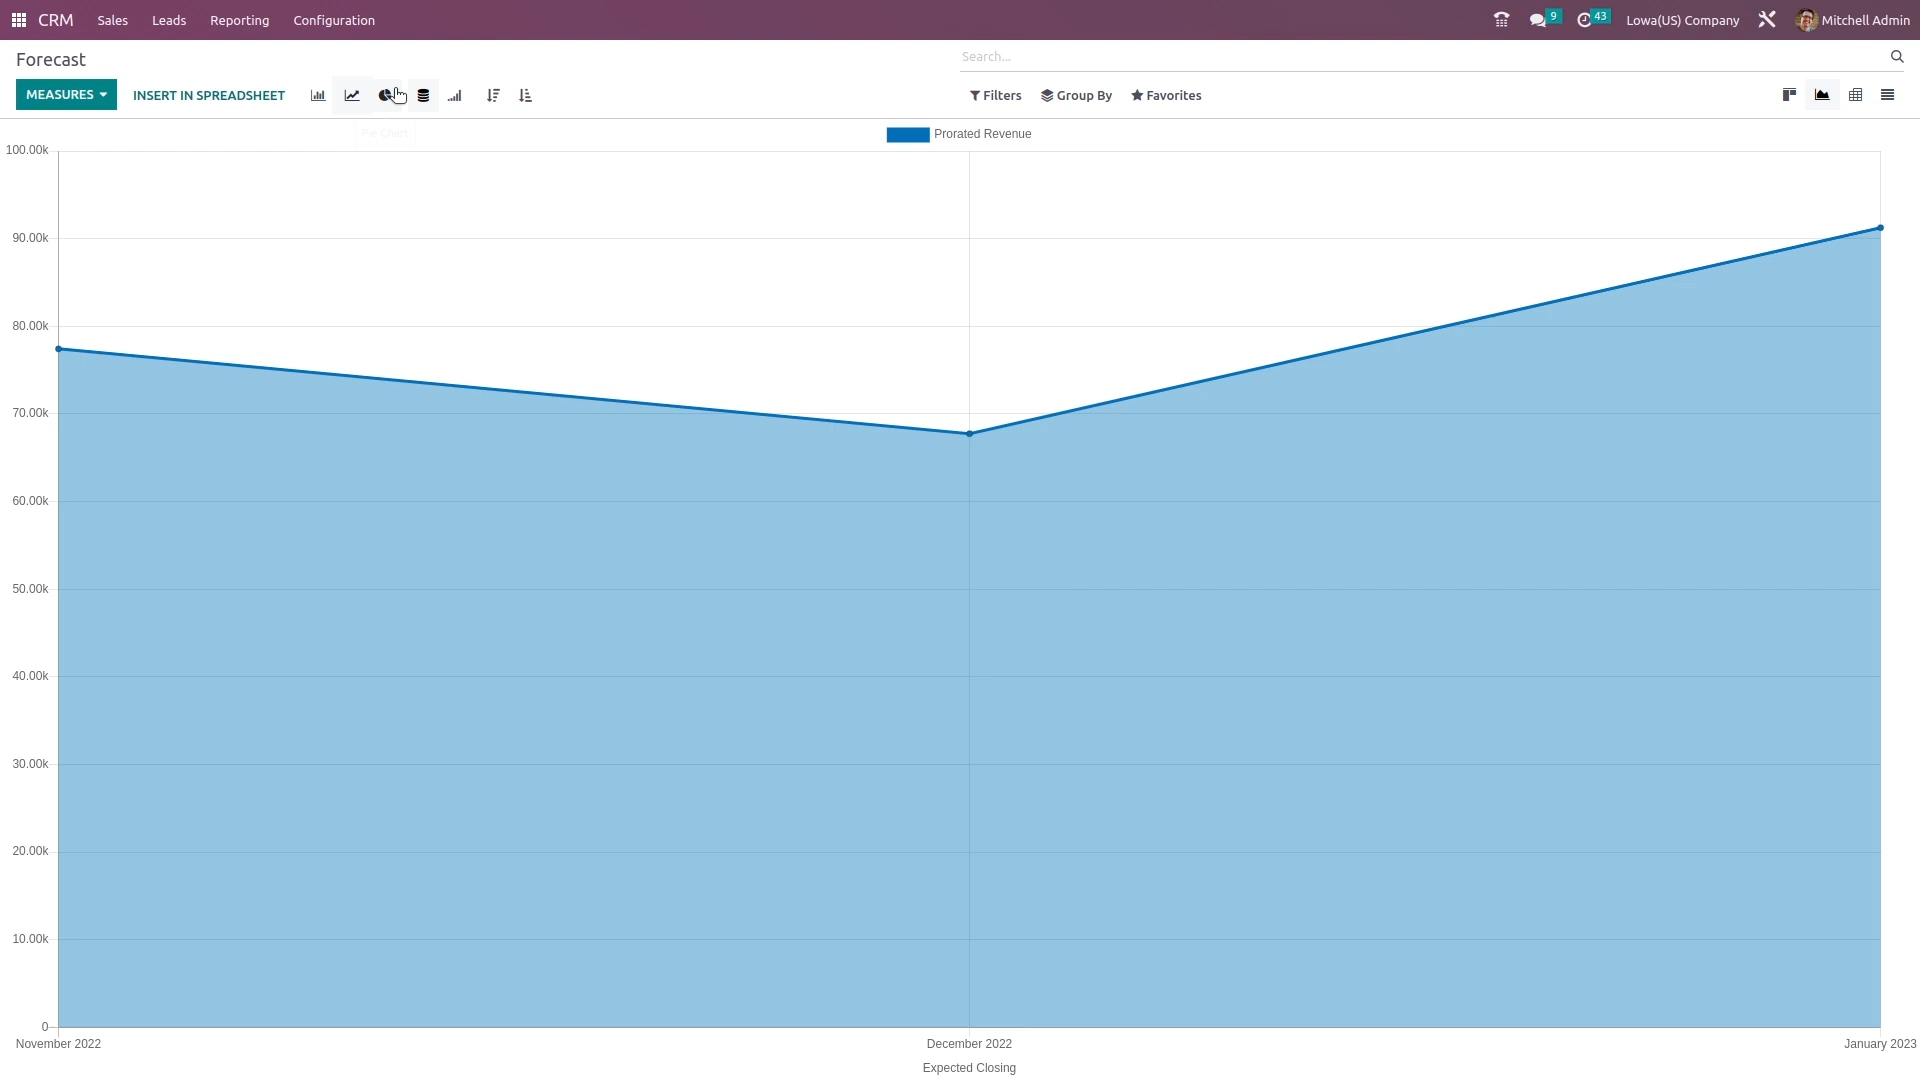 CRM Sales Leads Reporting Configuration 9 43 Lowa(US) Company Mitchell Admin
Forecast
Search...
MEASURES INSERT IN SPREADSHEET Filters Group By Favorites
Pie Chart
Prorated Revenue
100.00k
90.00k
80.00k
70.00k
60.00k
50.00k
40.00k
30.00k
20.00k
10.00k
0
November 2022 December 2022 January 2023
Expected Closing